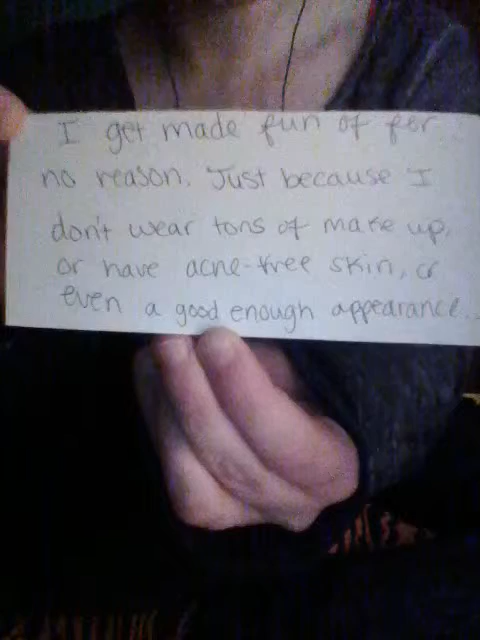 I get made fun of for
no reason. Just because I
don't wear tons of make up,
or have acne-free skin, or
even a good enough appearance...